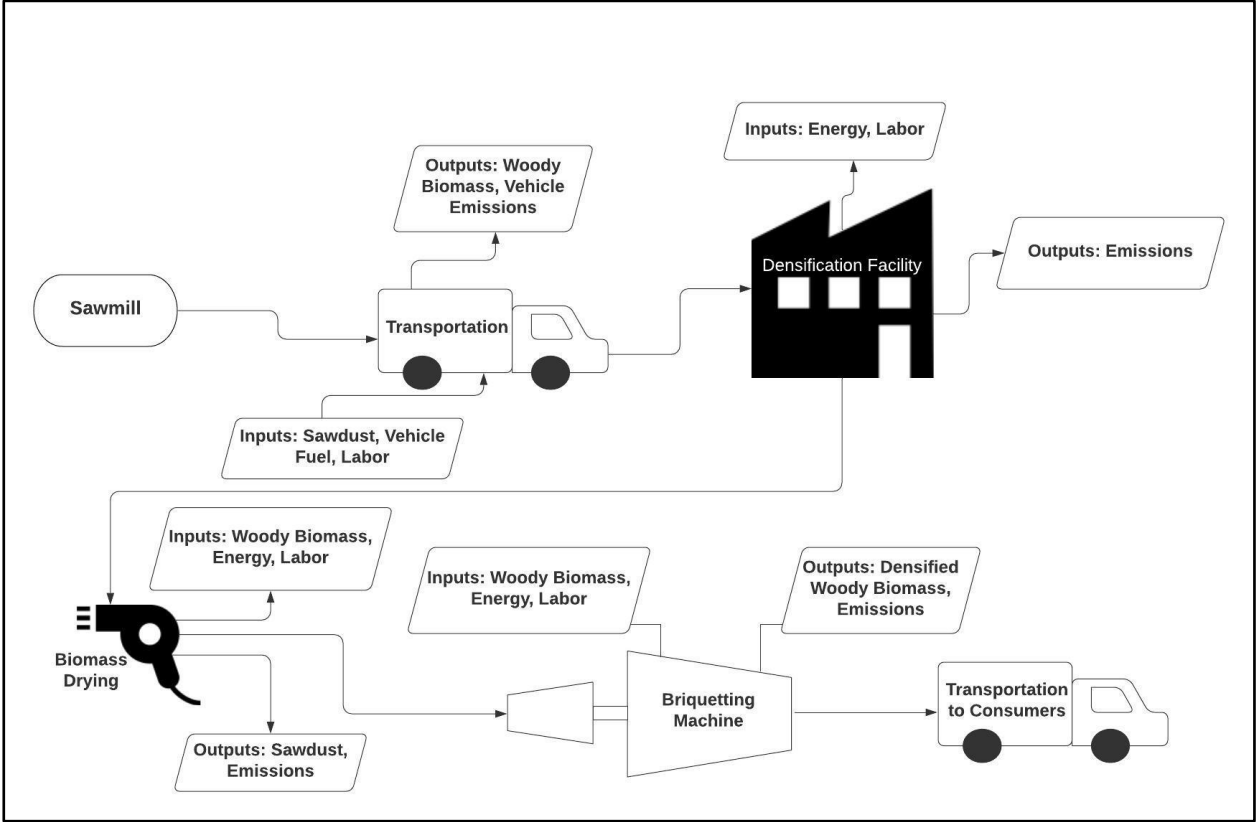 Inputs: Energy, Labor
Outputs: Woody
Biomass, Vehicle
Emissions
Outputs: Emissions
Densification Facility
Sawmill
Transportation
Inputs: Sawdust, Vehicle
Fuel, Labor
Inputs: Woody Biomass,
Energy, Labor
Inputs: Woody Biomass,
Energy, Labor
Outputs: Densified
Woody Biomass,
Emissions
Biomass
Drying
Briquetting
Machine
Transportation
to Consumers
Outputs: Sawdust,
Emissions